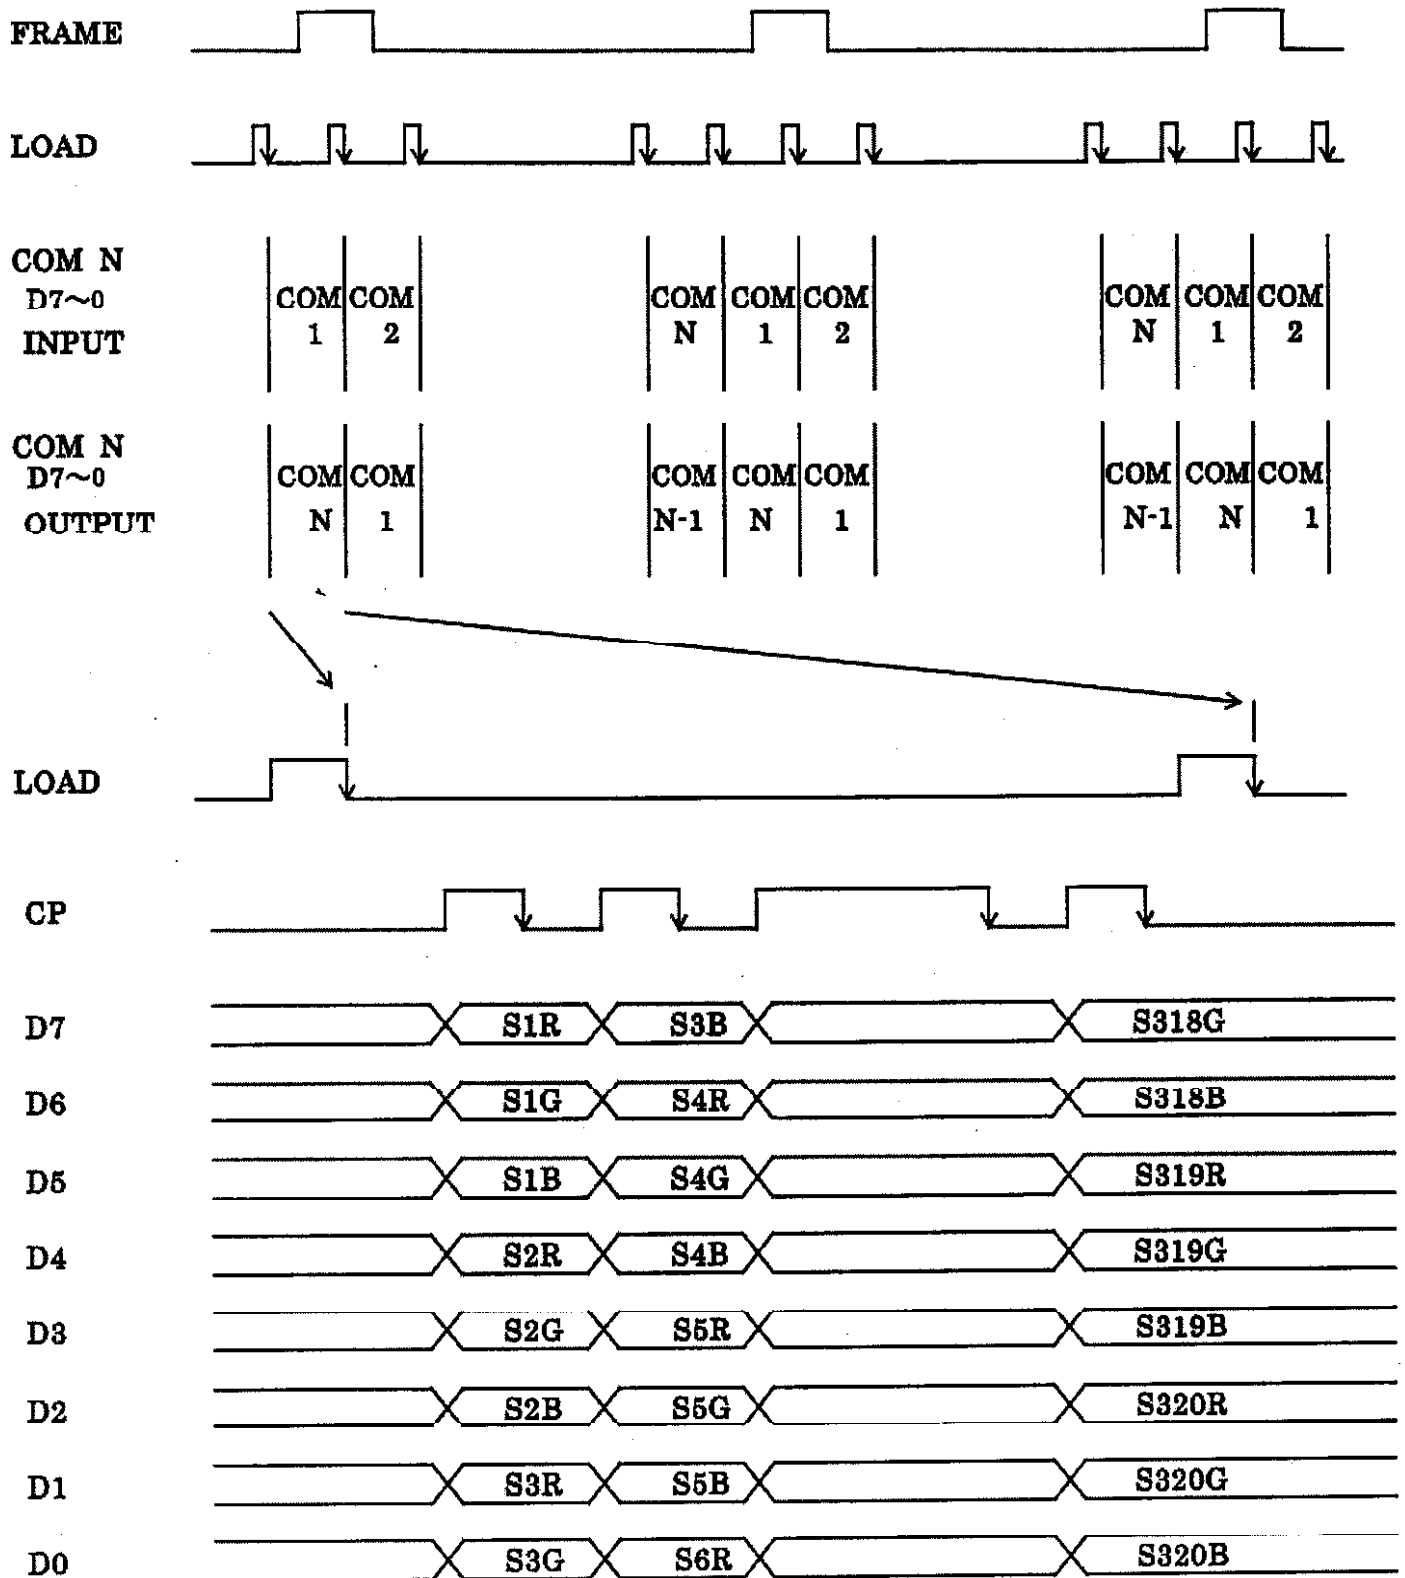 FRAME
LOAD
COM N
D7~0
INPUT
COM COM COM COM COM COM COM COM
1 2 N 1 2 N 1 2
COM N
D7~0
OUTPUT
COM COM COM COM COM COM COM COM
N 1 N-1 N 1 N-1 N 1
LOAD
CP
D7 S1R S3B S318G
D6 S1G S4R S318B
D5 S1B S4G S319R
D4 S2R S4B S319G
D3 S2G S5R S319B
D2 S2B S5G S320R
D1 S3R S5B S320G
D0 S3G S6R S320B